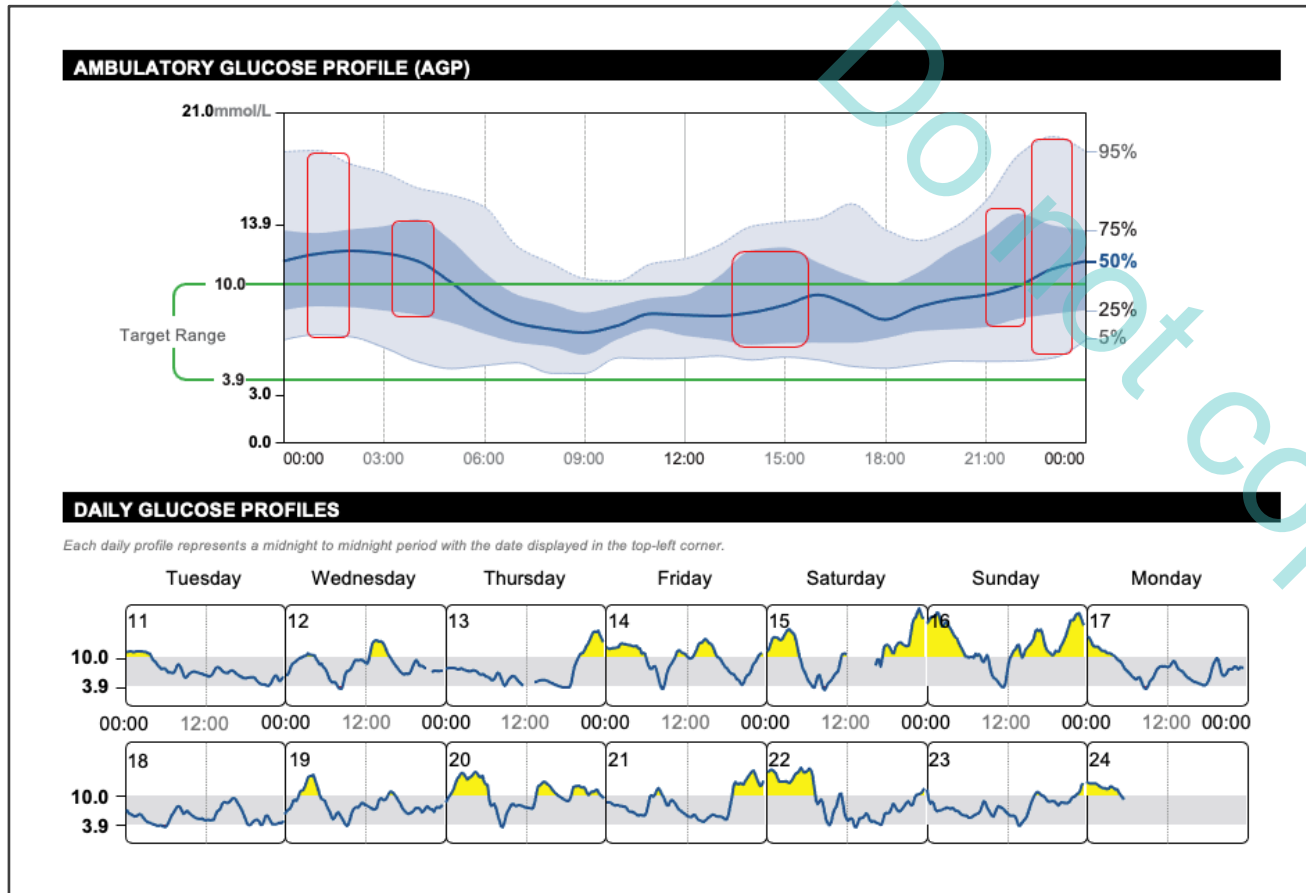 AMBULATORY GLUCOSE PROFILE (AGP)
21.0mmol/L
95%
13.9
75%
50%
10.0
25%
Target Range
5%
3.9
3.0
0.0
00:00 03:00 06:00 09:00 12:00 15:00 18:00 21:00 00:00
DAILY GLUCOSE PROFILES
Each daily profile represents a midnight to midnight period with the date displayed in the top-left corner.
Tuesday Wednesday Thursday Friday Saturday Sunday Monday
11 12 13 14 15 16 17
10.0
3.9
00:00 12:00 00:00 12:00 00:00 12:00 00:00 12:00 00:00 12:00 00:00 12:00 00:00 12:00 00:00
18 19 20 21 22 23 24
10.0
3.9
Do not co